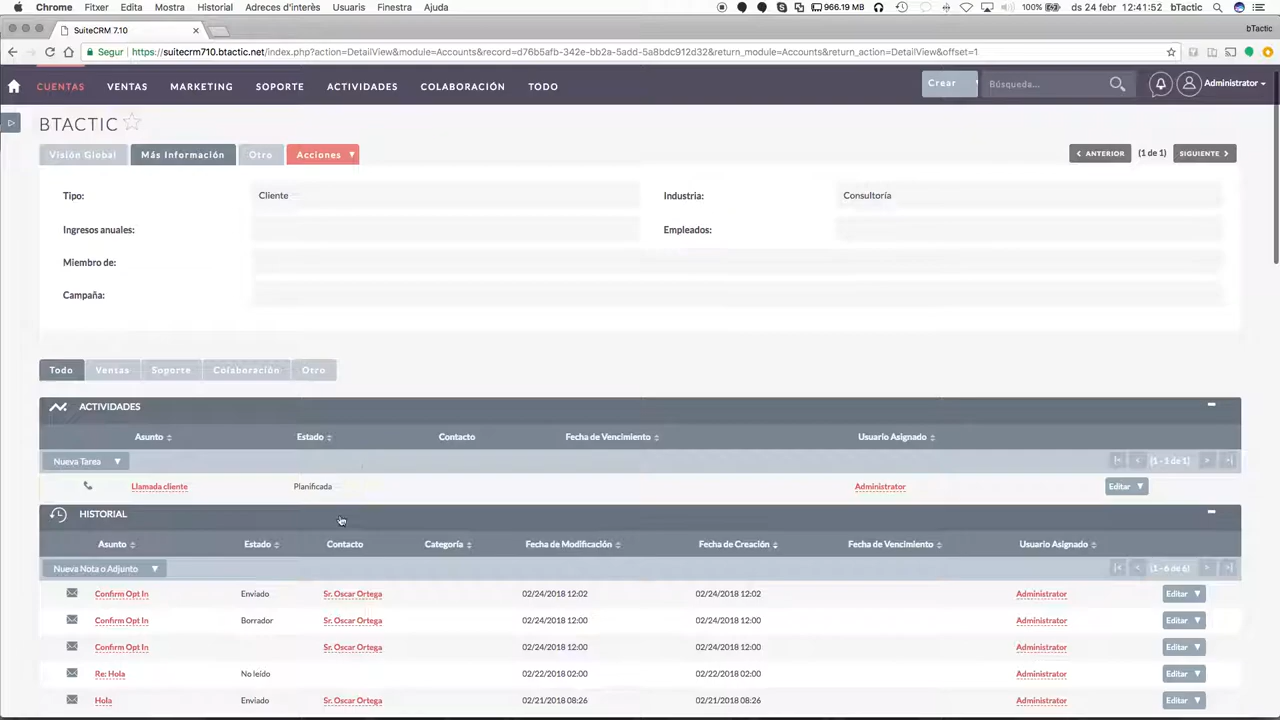 Chrome Fitxer Edita Mostra Historial Adreces d'interès Usuaris Finestra Ajuda 966.19 MB 100% ds 24 febr 12:41:52 bTactic
SuiteCRM 7.10 bTactic
Segur https://suitecrm710.btactic.net/index.php?action=DetailView&module=Accounts&record=d76b5afb-342e-bb2a-5add-5a8bdc912d32&return_module=Accounts&return_action=DetailView&offset=1
CUENTAS VENTAS MARKETING SOPORTE ACTIVIDADES COLABORACIÓN TODO Crear Búsqueda... Administrator
BTACTIC
Visión Global Más Información Otro Acciones ANTERIOR (1 de 1) SIGUIENTE
Tipo: Cliente Industria: Consultoría
Ingresos anuales: Empleados:
Miembro de:
Campaña:
Todo Ventas Soporte Colaboración Otro
ACTIVIDADES
Asunto Estado Contacto Fecha de Vencimiento Usuario Asignado
Nueva Tarea (1 - 1 de 1)
Llamada cliente Planificada Administrator Editar
HISTORIAL
Asunto Estado Contacto Categoría Fecha de Modificación Fecha de Creación Fecha de Vencimiento Usuario Asignado
Nueva Nota o Adjunto (1 - 6 de 6)
Confirm Opt In Enviado Sr. Oscar Ortega 02/24/2018 12:02 02/24/2018 12:02 Administrator Editar
Confirm Opt In Borrador Sr. Oscar Ortega 02/24/2018 12:00 02/24/2018 12:00 Administrator Editar
Confirm Opt In Sr. Oscar Ortega 02/24/2018 12:00 02/24/2018 12:00 Administrator Editar
Re: Hola No leído 02/22/2018 02:00 02/22/2018 02:00 Administrator Editar
Hola Enviado Sr. Oscar Ortega 02/21/2018 08:26 02/21/2018 08:26 Administrator Editar